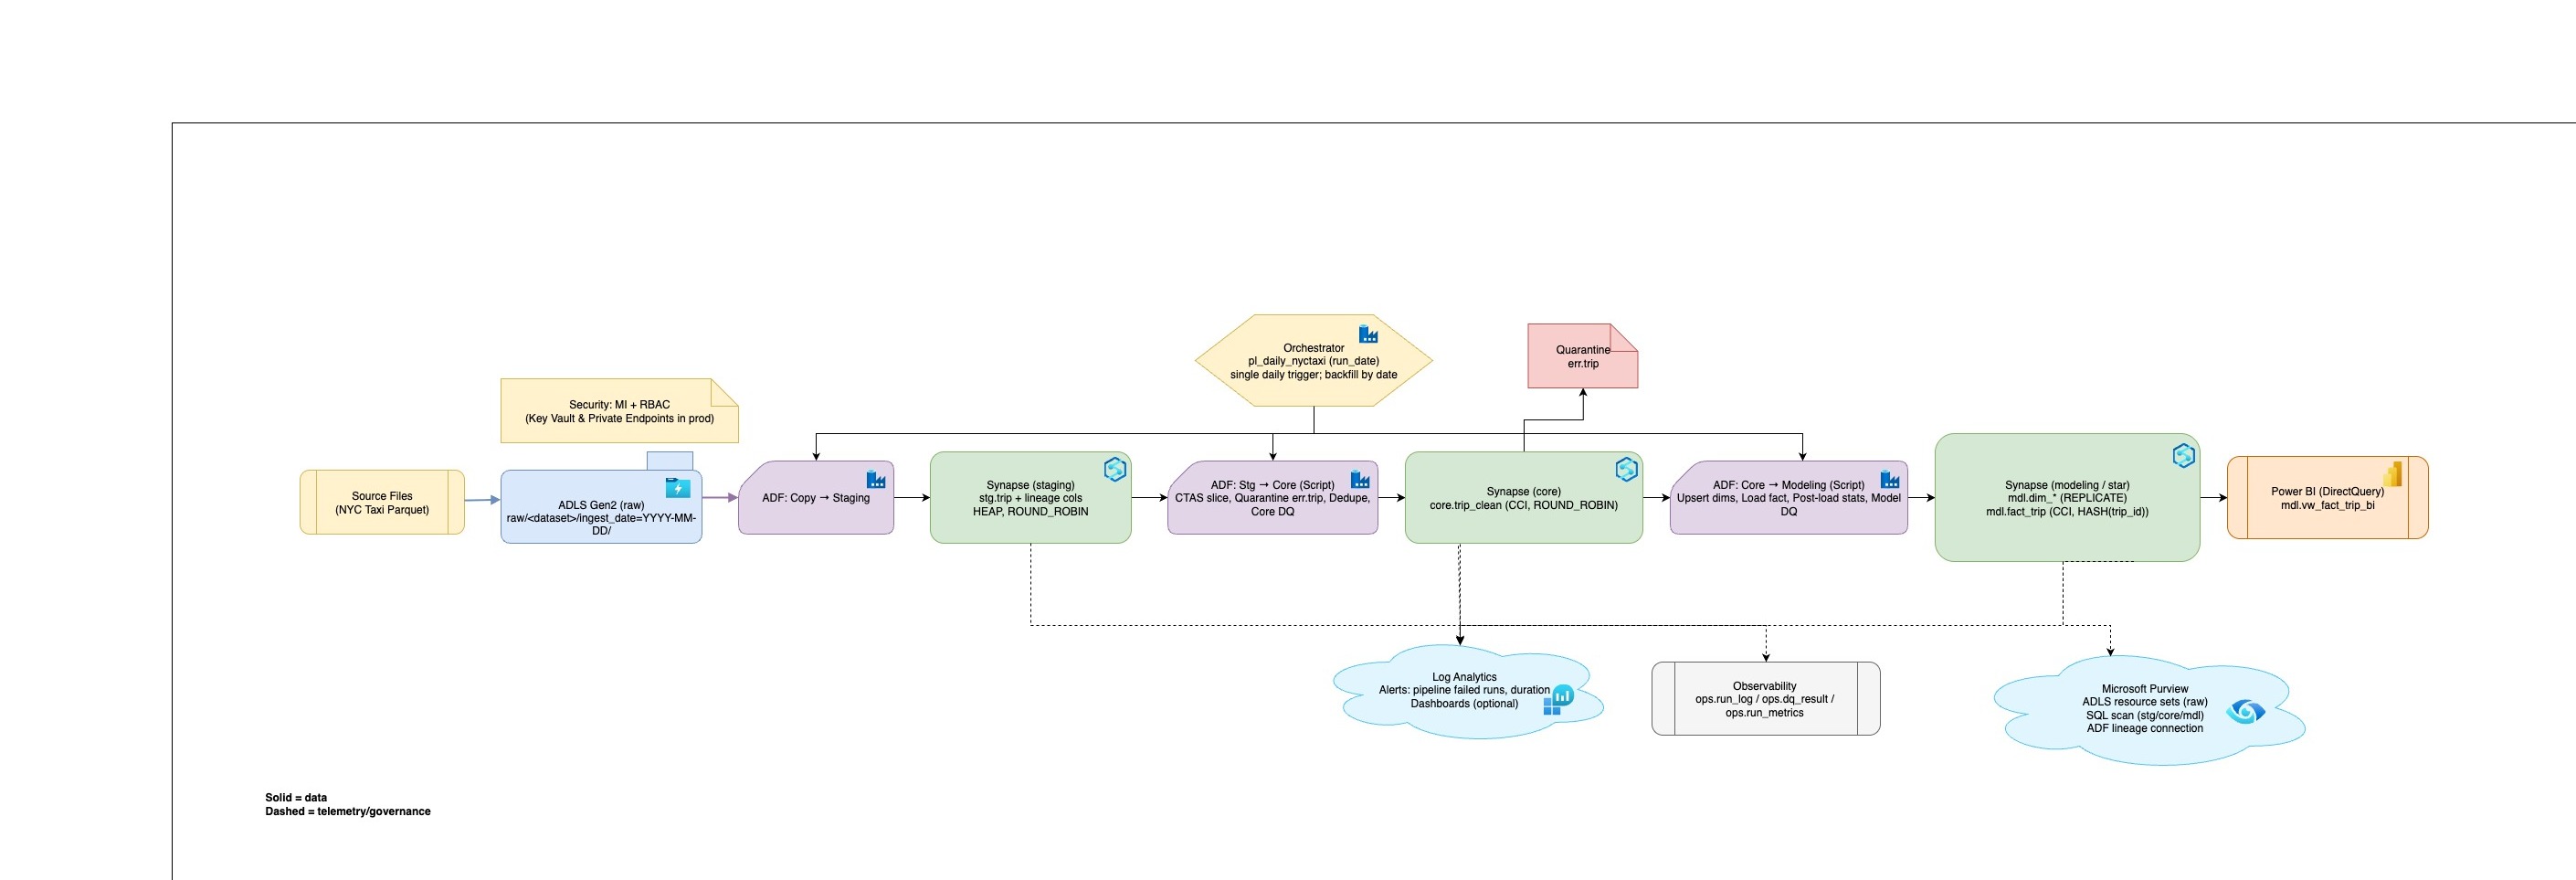 Orchestrator
pl_daily_nyctaxi (run_date)
single daily trigger; backfill by date
Quarantine
err.trip
Security: MI + RBAC
(Key Vault & Private Endpoints in prod)
Source Files
(NYC Taxi Parquet)
ADLS Gen2 (raw)
raw/<dataset>/ingest_date=YYYY-MM-
DD/
ADF: Copy → Staging
Synapse (staging)
stg.trip + lineage cols
HEAP, ROUND_ROBIN
ADF: Stg → Core (Script)
CTAS slice, Quarantine err.trip, Dedupe,
Core DQ
Synapse (core)
core.trip_clean (CCI, ROUND_ROBIN)
ADF: Core → Modeling (Script)
Upsert dims, Load fact, Post-load stats, Model
DQ
Synapse (modeling / star)
mdl.dim_* (REPLICATE)
mdl.fact_trip (CCI, HASH(trip_id))
Power BI (DirectQuery)
mdl.vw_fact_trip_bi
Log Analytics
Alerts: pipeline failed runs, duration
Dashboards (optional)
Observability
ops.run_log / ops.dq_result /
ops.run_metrics
Microsoft Purview
ADLS resource sets (raw)
SQL scan (stg/core/mdl)
ADF lineage connection
Solid = data
Dashed = telemetry/governance